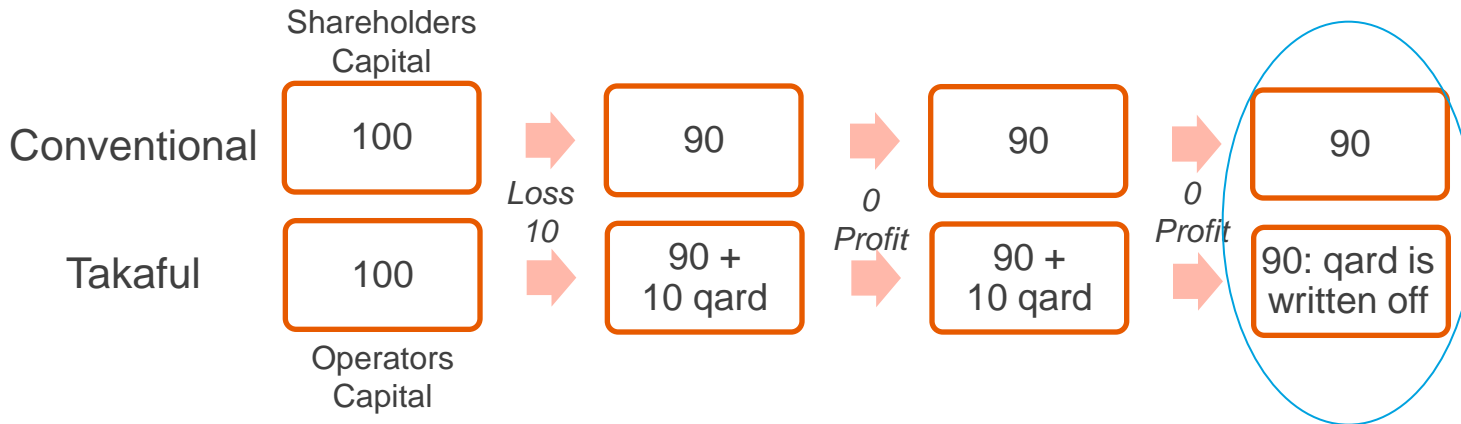 Shareholders
Capital
Conventional
100
90
90
90
Loss
10
0
Profit
0
Profit
Takaful
100
90 +
10 qard
90 +
10 qard
90: qard is
written off
Operators
Capital